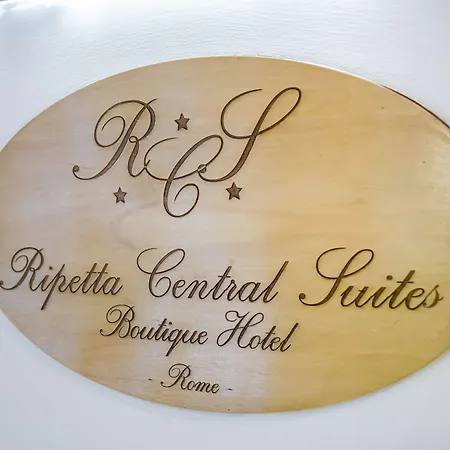 RCS
Ripetta Central Suites
Boutique Hotel
- Rome -